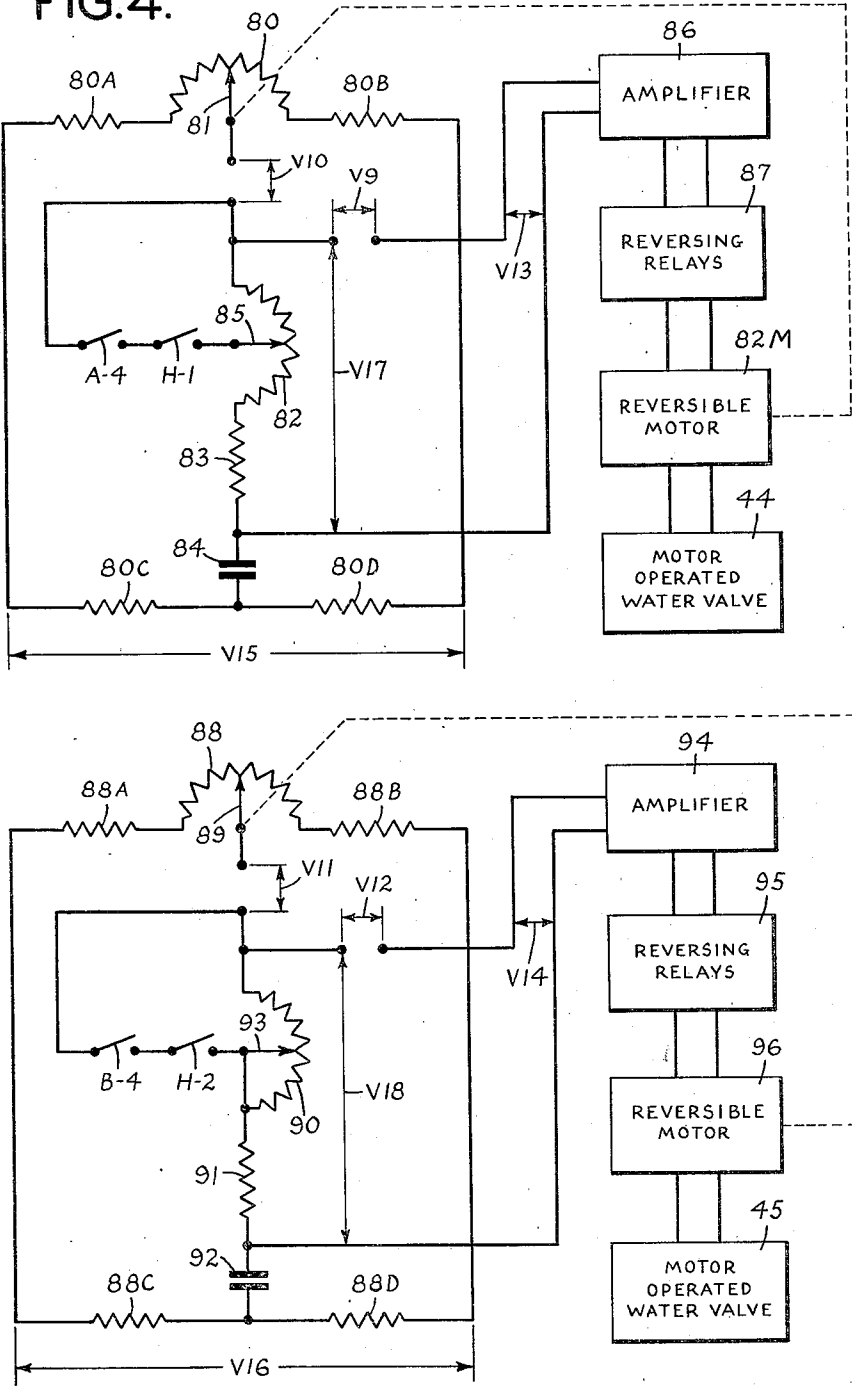 FIG.4.
80
80A
80B
81
V10
V9
V13
86
AMPLIFIER
87
REVERSING
RELAYS
85
A-4
H-1
V17
82
82M
REVERSIBLE
MOTOR
83
84
44
MOTOR
OPERATED
WATER VALVE
80C
80D
V15
88
88A
88B
89
V11
V12
V14
94
AMPLIFIER
95
REVERSING
RELAYS
93
B-4
H-2
V18
90
96
REVERSIBLE
MOTOR
91
92
45
MOTOR
OPERATED
WATER VALVE
88C
88D
V16